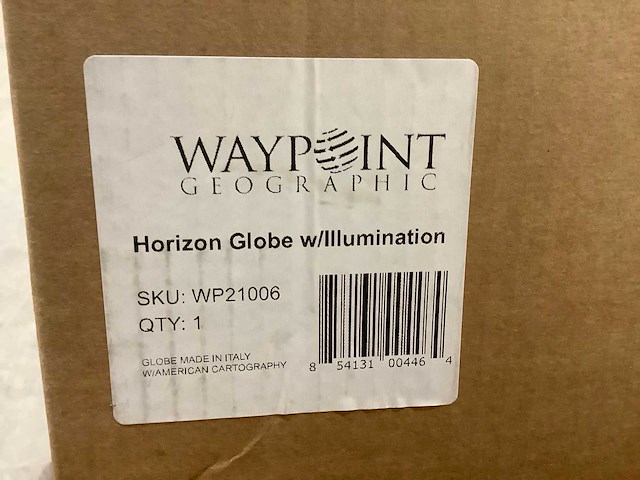 WAYPOINT
GEOGRAPHIC
Horizon Globe w/Illumination
SKU: WP21006
QTY: 1
GLOBE MADE IN ITALY
W/AMERICAN CARTOGRAPHY
8 54131 00446 4